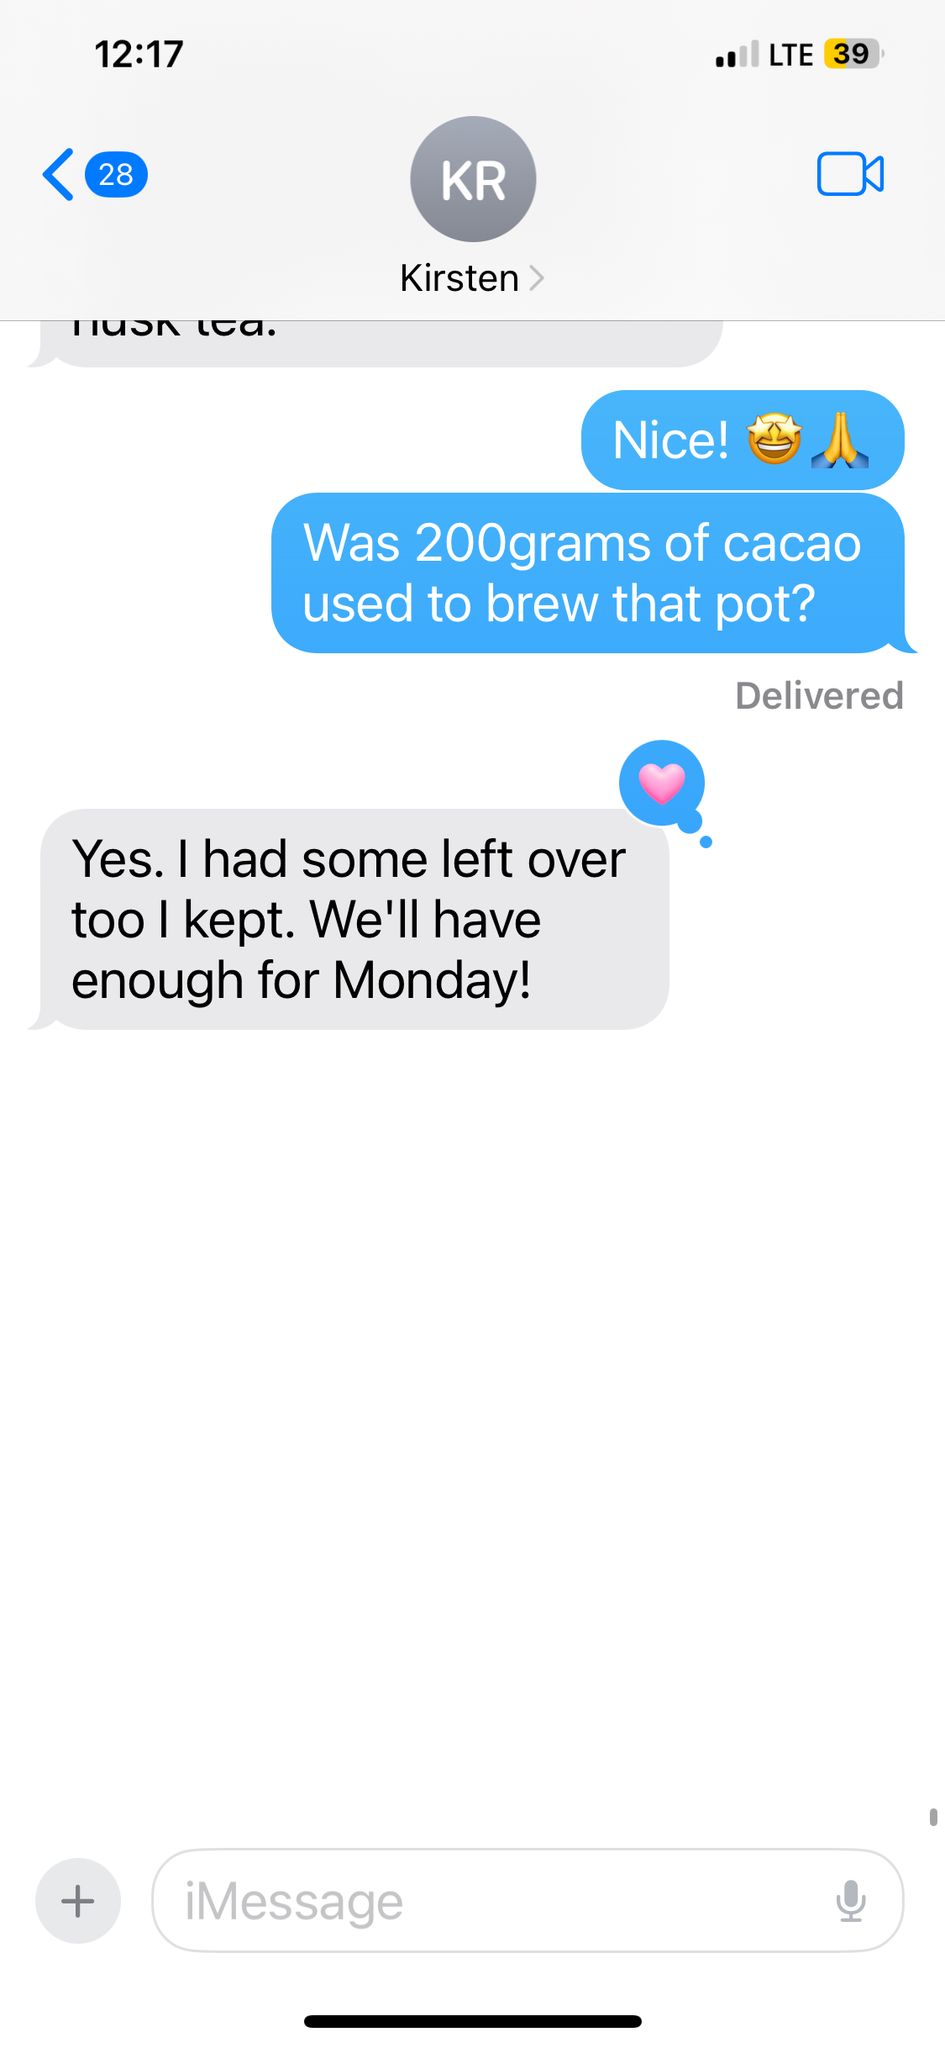 12:17
LTE 39
28
KR
Kirsten
husk tea.
Nice! 🤩🙏
Was 200grams of cacao
used to brew that pot?
Delivered
Yes. I had some left over
too I kept. We'll have
enough for Monday!
iMessage